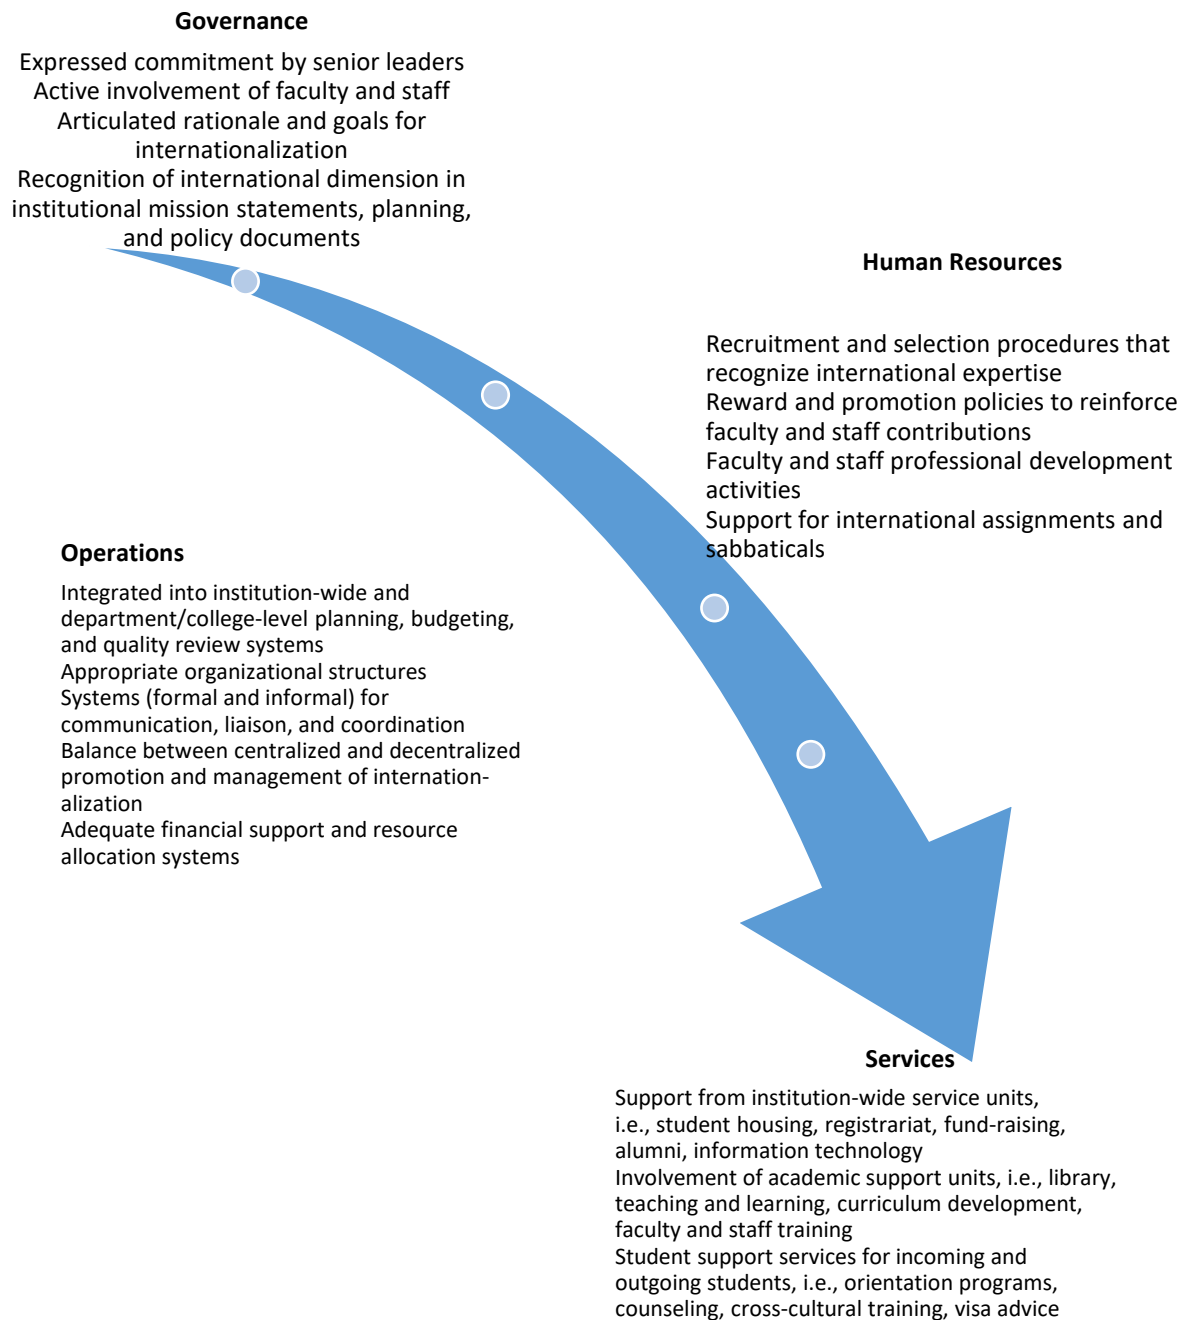 Governance
Expressed commitment by senior leaders
Active involvement of faculty and staff
Articulated rationale and goals for
internationalization
Recognition of international dimension in
institutional mission statements, planning,
and policy documents
Human Resources
Recruitment and selection procedures that
recognize international expertise
Reward and promotion policies to reinforce
faculty and staff contributions
Faculty and staff professional development
activities
Support for international assignments and
sabbaticals
Operations
Integrated into institution-wide and
department/college-level planning, budgeting,
and quality review systems
Appropriate organizational structures
Systems (formal and informal) for
communication, liaison, and coordination
Balance between centralized and decentralized
promotion and management of internation-
alization
Adequate financial support and resource
allocation systems
Services
Support from institution-wide service units,
i.e., student housing, registrariat, fund-raising,
alumni, information technology
Involvement of academic support units, i.e., library,
teaching and learning, curriculum development,
faculty and staff training
Student support services for incoming and
outgoing students, i.e., orientation programs,
counseling, cross-cultural training, visa advice